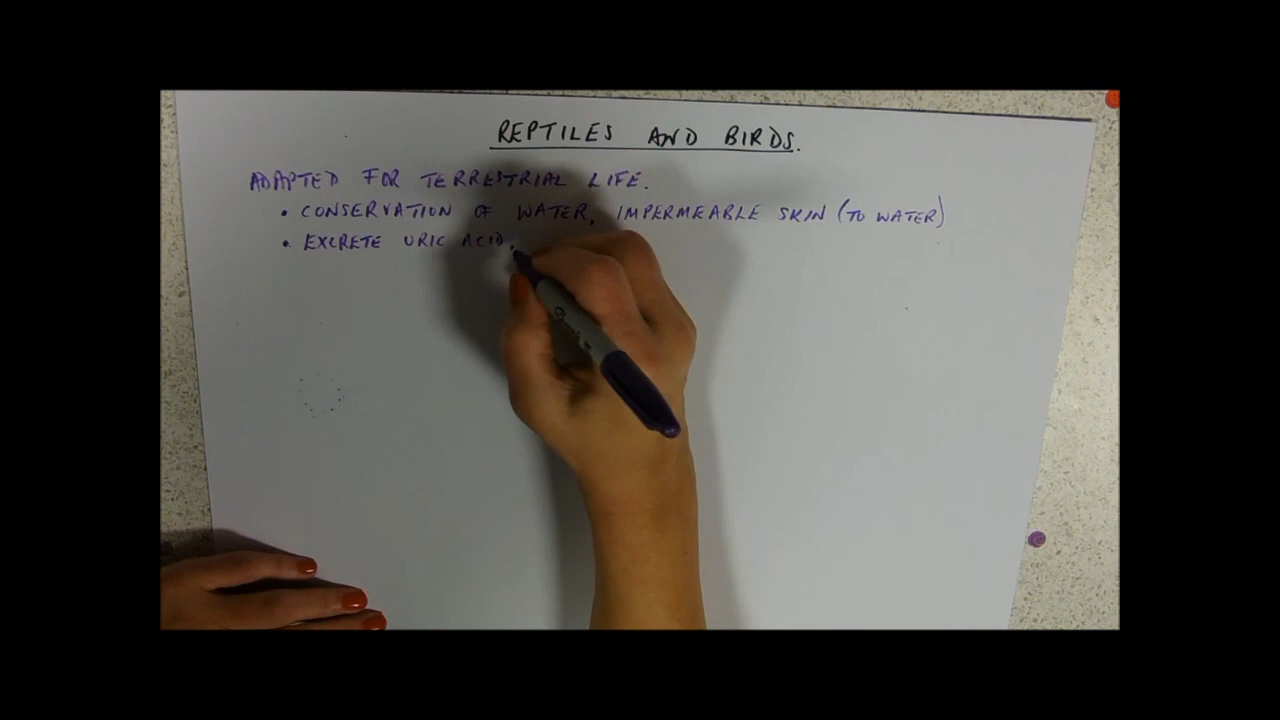 REPTILES AND BIRDS.
ADAPTED FOR TERRESTRIAL LIFE.
• CONSERVATION OF WATER, IMPERMEABLE SKIN (TO WATER)
• EXCRETE URIC ACID,